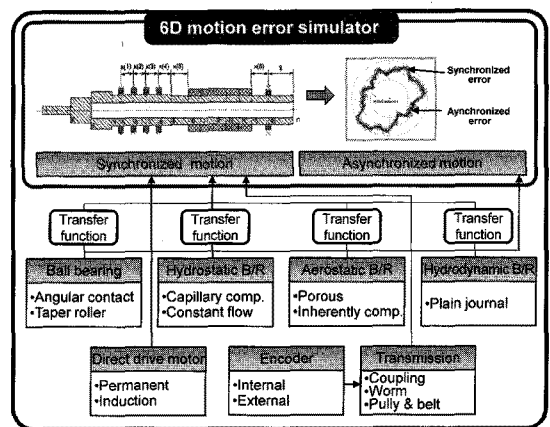 6D motion error simulator
Synchronized
error
Aynchronized
error
Synchronized motion
Asynchronized motion
Transfer
function
Transfer
function
Transfer
function
Transfer
function
Ball bearing
•Angular contact
•Taper roller
Hydrostatic B/R
•Capillary comp.
•Constant flow
Aerostatic B/R
•Porous
•Inherently comp.
Hydrodynamic B/R
•Plain journal
Direct drive motor
•Permanent
•Induction
Encoder
•Internal
•External
Transmission
•Coupling
•Worm
•Pully & belt